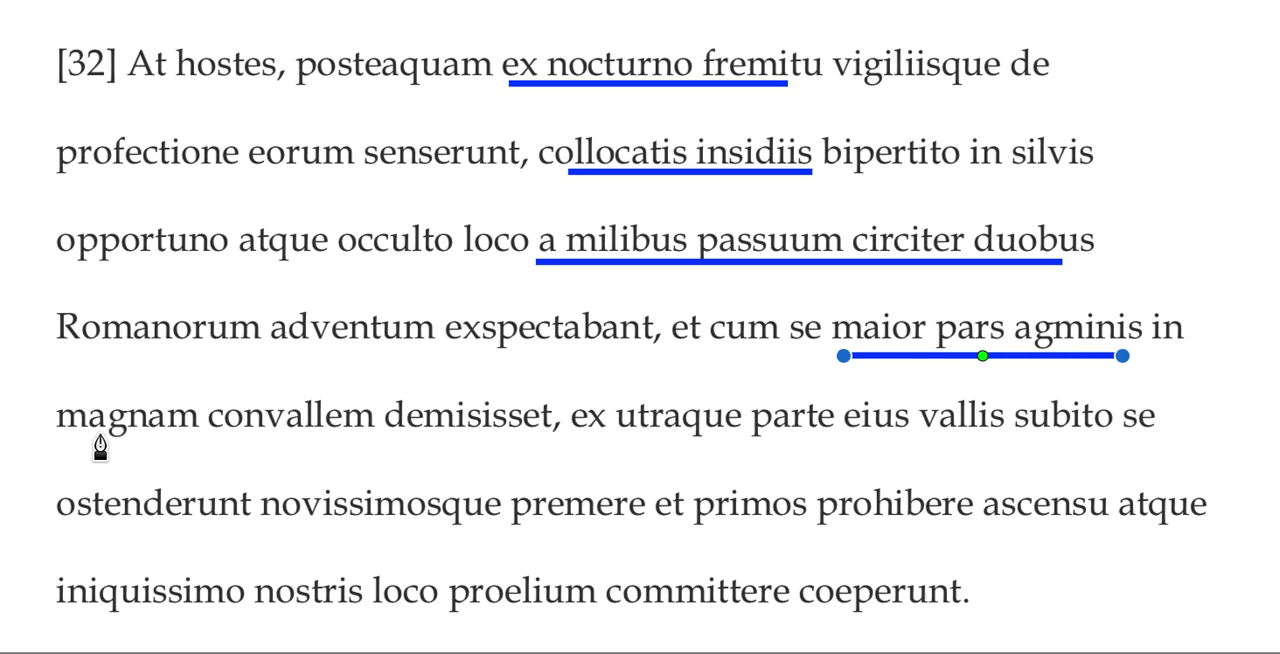 [32] At hostes, posteaquam ex nocturno fremitu vigiliisque de
profectione eorum senserunt, collocatis insidiis bipertito in silvis
opportuno atque occulto loco a milibus passuum circiter duobus
Romanorum adventum exspectabant, et cum se maior pars agminis in
magnam convallem demisisset, ex utraque parte eius vallis subito se
ostenderunt novissimosque premere et primos prohibere ascensu atque
iniquissimo nostris loco proelium committere coeperunt.